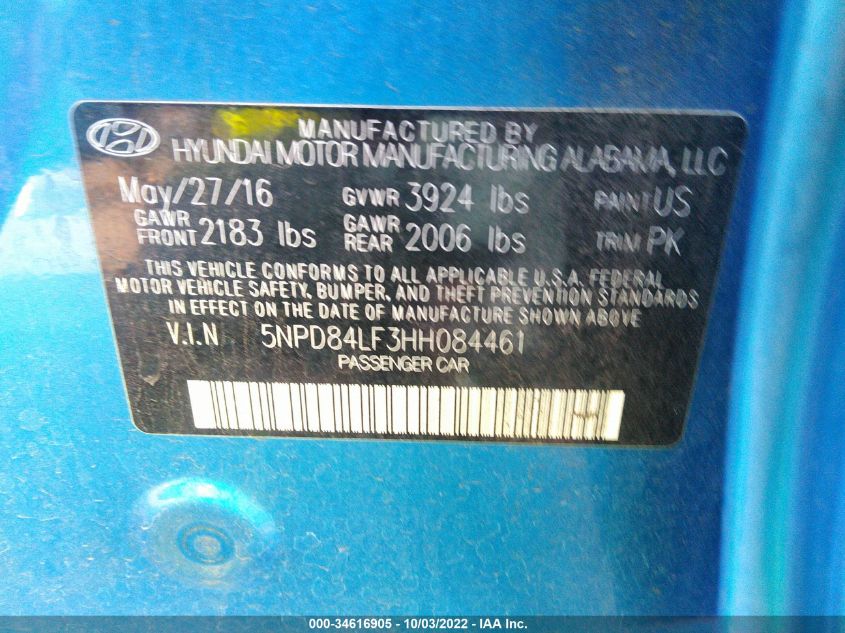 MANUFACTURED BY
HYUNDAI MOTOR MANUFACTURING ALABAMA, LLC
May/27/16 GVWR 3924 lbs PAINT US
GAWR FRONT 2183 lbs GAWR REAR 2006 lbs TRIM PK
THIS VEHICLE CONFORMS TO ALL APPLICABLE U.S.A. FEDERAL
MOTOR VEHICLE SAFETY, BUMPER, AND THEFT PREVENTION STANDARDS
IN EFFECT ON THE DATE OF MANUFACTURE SHOWN ABOVE
V.I.N 5NPD84LF3HH084461
PASSENGER CAR
000-34616905 - 10/03/2022 - IAA Inc.